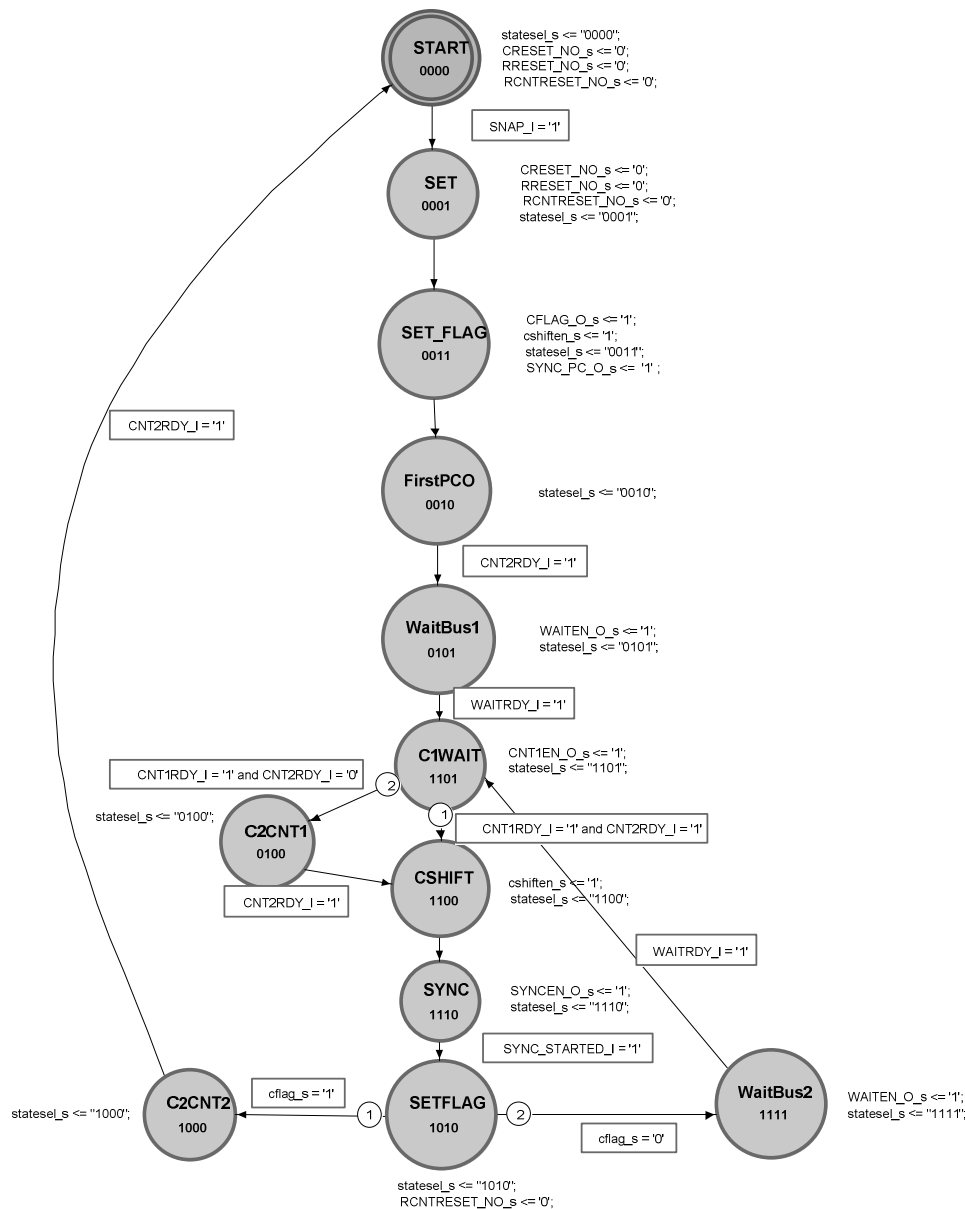 START
0000
statesel_s <= "0000";
CRESET_NO_s <= '0';
RRESET_NO_s <= '0';
RCNTRESET_NO_s <= '0';
SNAP_I = '1'
SET
0001
CRESET_NO_s <= '0';
RRESET_NO_s <= '0';
RCNTRESET_NO_s <= '0';
statesel_s <= "0001";
SET_FLAG
0011
CFLAG_O_s <= '1';
cshiften_s <= '1';
statesel_s <= "0011";
SYNC_PC_O_s <= '1' ;
CNT2RDY_I = '1'
FirstPCO
0010
statesel_s <= "0010";
CNT2RDY_I = '1'
WaitBus1
0101
WAITEN_O_s <= '1';
statesel_s <= "0101";
WAITRDY_I = '1'
C1WAIT
1101
CNT1EN_O_s <= '1';
statesel_s <= "1101";
CNT1RDY_I = '1' and CNT2RDY_I = '0'
2
1
statesel_s <= "0100";
C2CNT1
0100
CNT1RDY_I = '1' and CNT2RDY_I = '1'
CNT2RDY_I = '1'
CSHIFT
1100
cshiften_s <= '1';
statesel_s <= "1100";
WAITRDY_I = '1'
SYNC
1110
SYNCEN_O_s <= '1';
statesel_s <= "1110";
SYNC_STARTED_I = '1'
statesel_s <= "1000";
C2CNT2
1000
cflag_s = '1'
1
SETFLAG
1010
2
cflag_s = '0'
WaitBus2
1111
WAITEN_O_s <= '1';
statesel_s <= "1111";
statesel_s <= "1010";
RCNTRESET_NO_s <= '0';